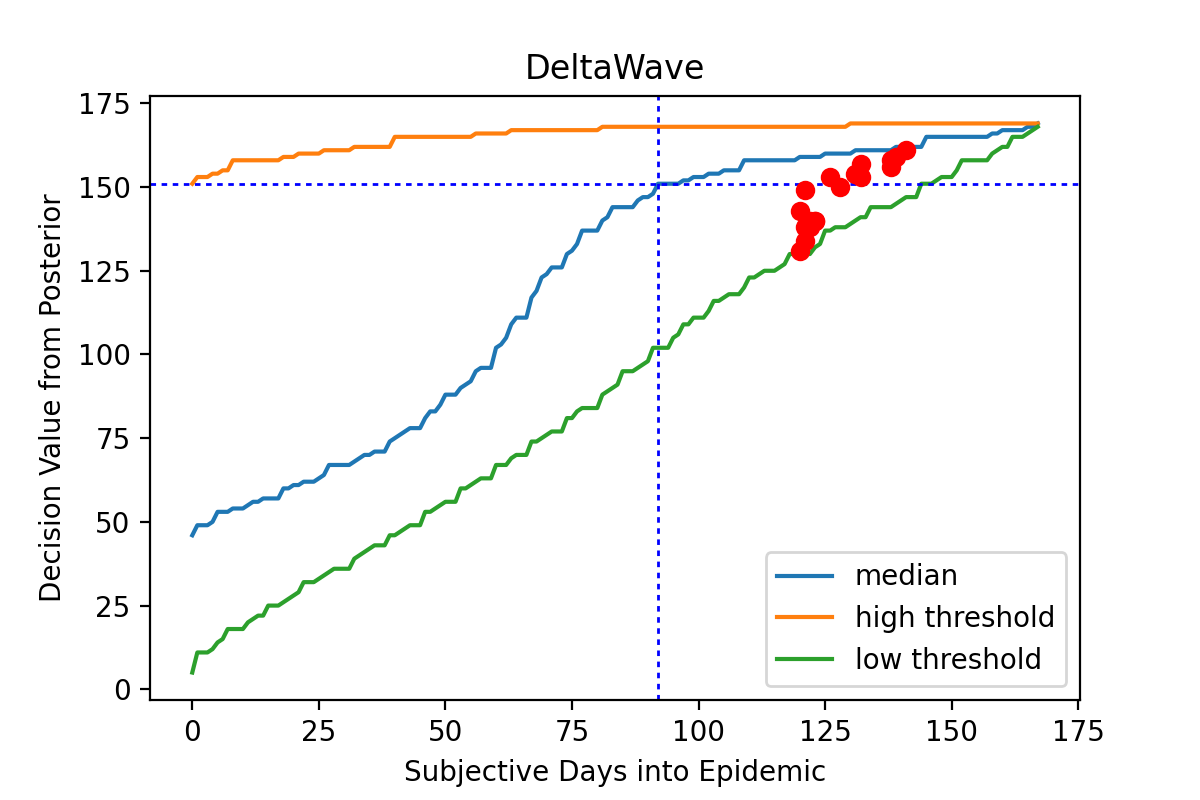 DeltaWave
Decision Value from Posterior
175
150
125
100
75
50
25
0
median
high threshold
low threshold
0 25 50 75 100 125 150 175
Subjective Days into Epidemic